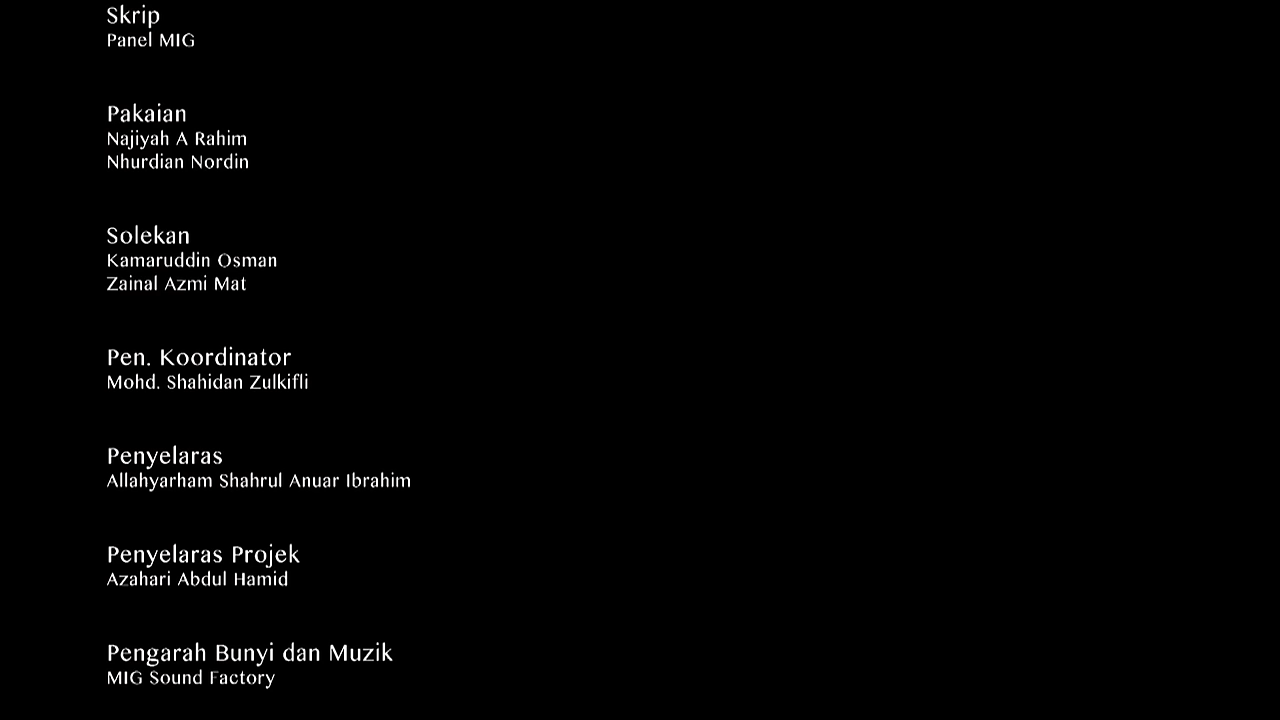 Skrip
Panel MIG
Pakaian
Najiyah A Rahim
Nhurdian Nordin
Solekan
Kamaruddin Osman
Zainal Azmi Mat
Pen. Koordinator
Mohd. Shahidan Zulkifli
Penyelaras
Allahyarham Shahrul Anuar Ibrahim
Penyelaras Projek
Azahari Abdul Hamid
Pengarah Bunyi dan Muzik
MIG Sound Factory